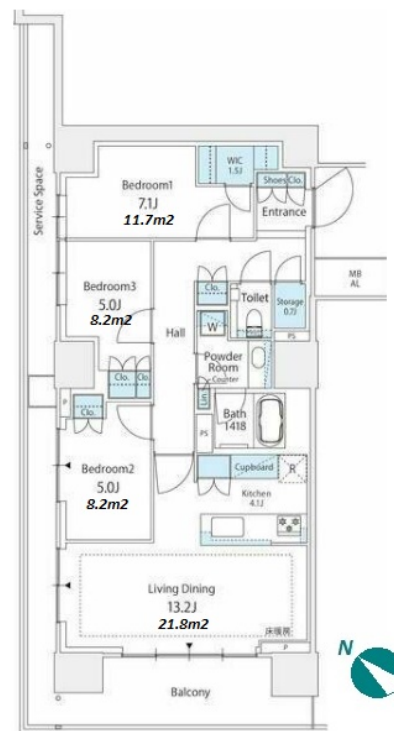 Service Space
Bedroom1
7.1J
11.7m2
WIC
1.5J
Shoes Clo.
Entrance
MB
AL
Bedroom3
5.0J
8.2m2
Hall
Clo.
Toilet
Storage
0.7J
W
PS
Powder
Room
Counter
Clo.
Clo.
P
Clo.
Lin
Bath
1418
PS
Bedroom2
5.0J
8.2m2
Cupboard
R
Kitchen
4.1J
Living Dining
13.2J
21.8m2
床暖房
P
N
Balcony